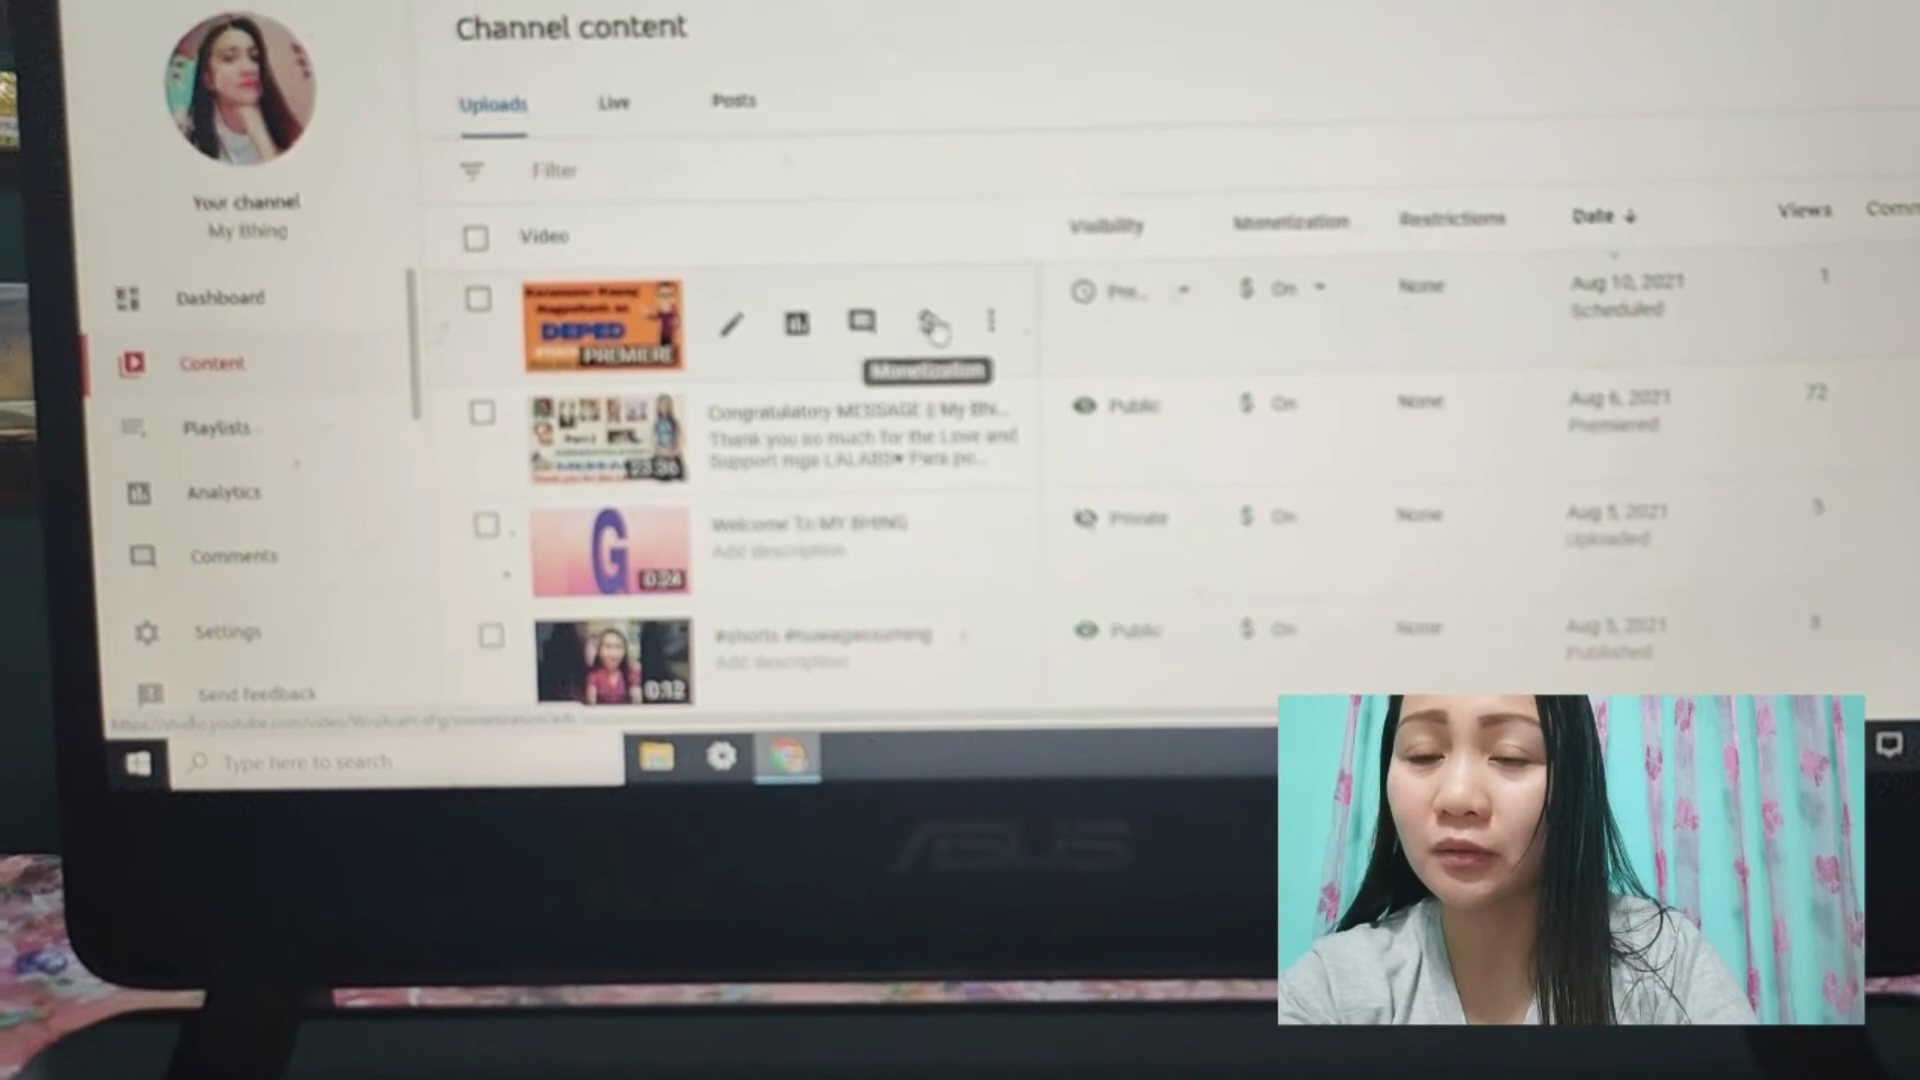 Channel content
Uploads Live Posts
Filter
Your channel
My Bhing
Video Visibility Monetization Restrictions Date Views Comm
Dashboard
Content
Playlists
Analytics
Comments
Settings
Send feedback
DEPED
PREMIERE
Monetization
Pre... On None Aug 10, 2021 1
Scheduled
Congratulatory MESSAGE || My Bhi... Public On None Aug 6, 2021 72
Thank you so much for the Love and Premiered
Support mga LALABS♥ Para po...
23:36
Welcome To MY BHING Private On None Aug 5, 2021
Add description Uploaded
G
0:24
#shorts #huwagassuming Public On None Aug 5, 2021
Add description Published
0:12
Type here to search
ASUS